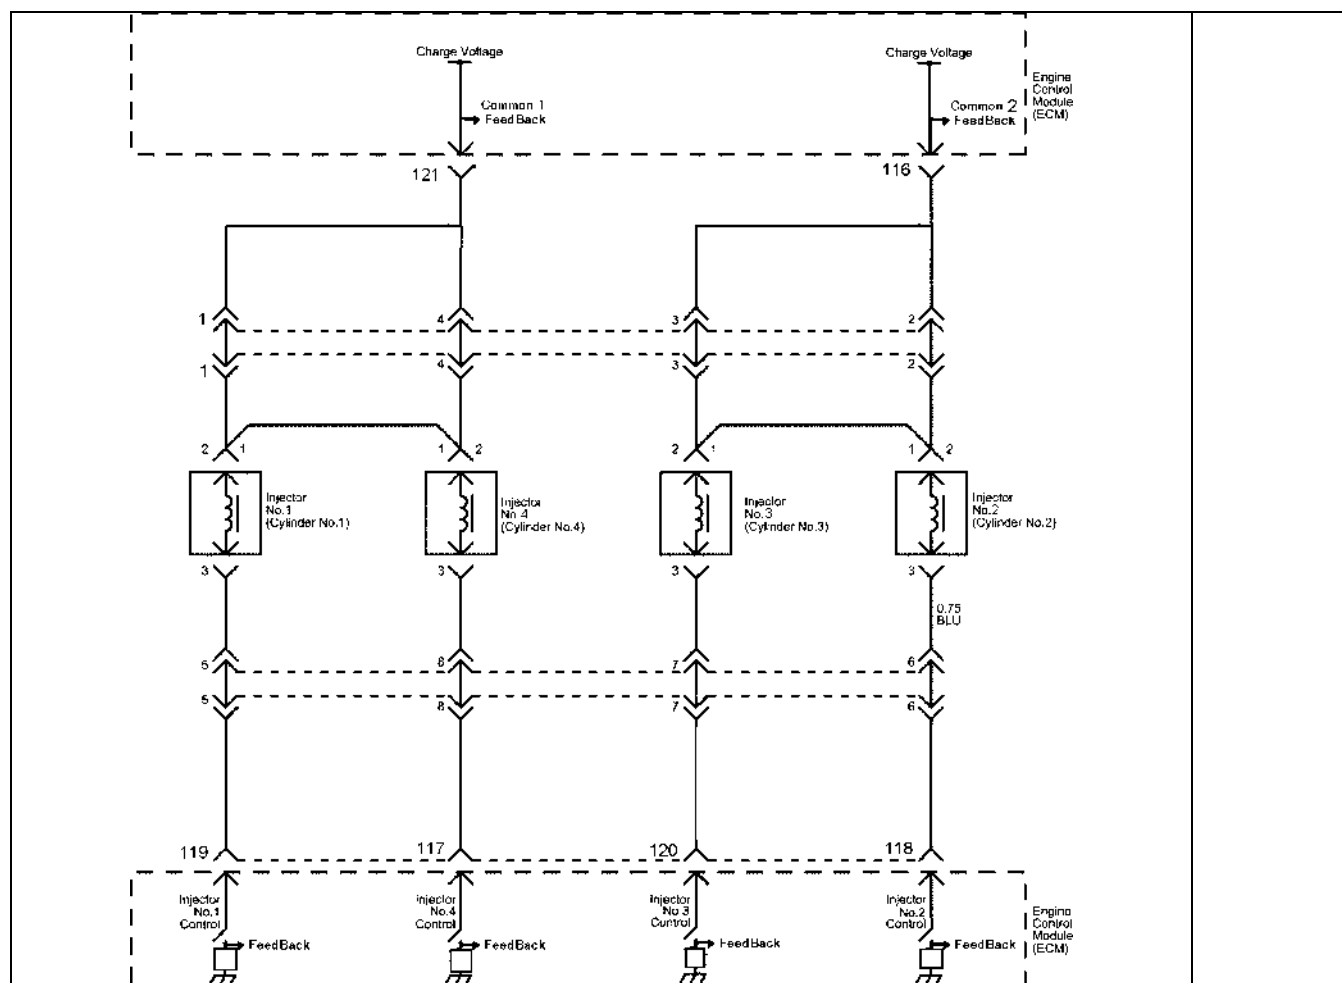 Charge Voltage
Charge Voltage
Engine
Control
Module
(ECM)
Common 1
FeedBack
Common 2
FeedBack
121
116
1
4
3
2
1
4
3
2
2
1
1
2
2
1
1
2
Injector
No.1
(Cylinder No.1)
Injector
No.4
(Cylinder No.4)
Injector
No.3
(Cylinder No.3)
Injector
No.2
(Cylinder No.2)
3
3
3
3
0.75
BLU
5
8
7
6
5
8
7
6
119
117
120
118
Injector
No.1
Control
Injector
No.4
Control
Injector
No.3
Control
Injector
No.2
Control
Engine
Control
Module
(ECM)
FeedBack
FeedBack
FeedBack
FeedBack